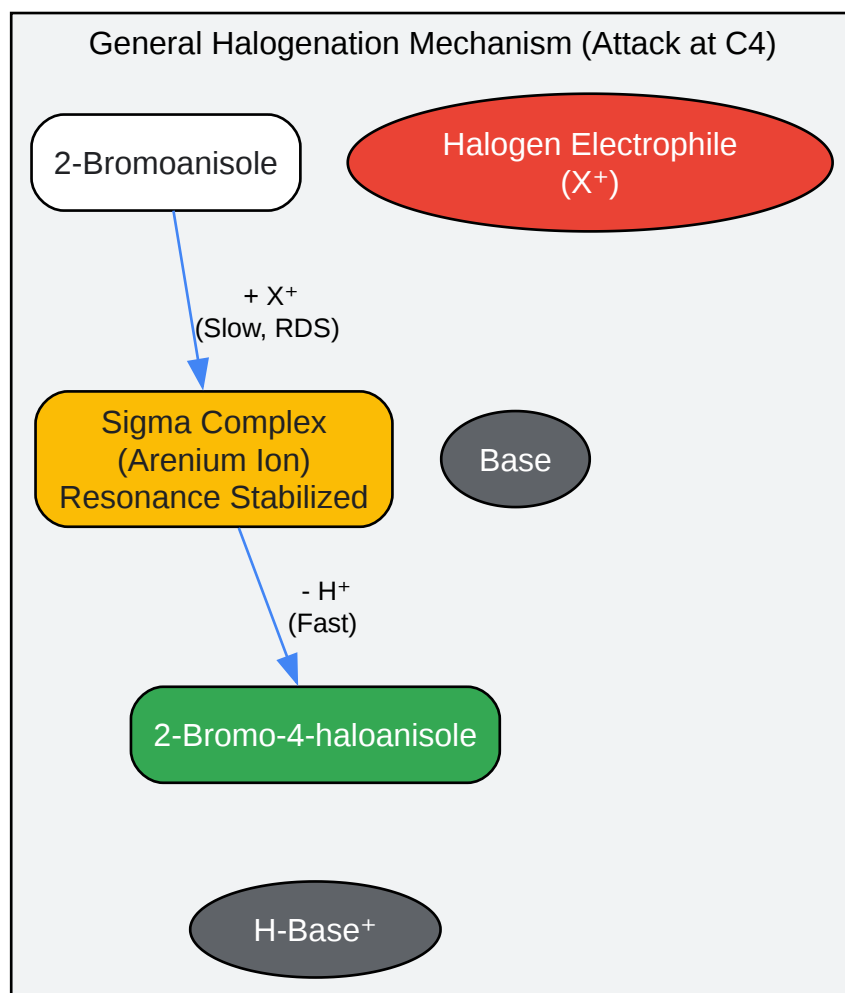 General Halogenation Mechanism (Attack at C4)
2-Bromoanisole
Halogen Electrophile
(X⁺)
+ X⁺
(Slow, RDS)
Sigma Complex
(Arenium Ion)
Resonance Stabilized
Base
- H⁺
(Fast)
2-Bromo-4-haloanisole
H-Base⁺